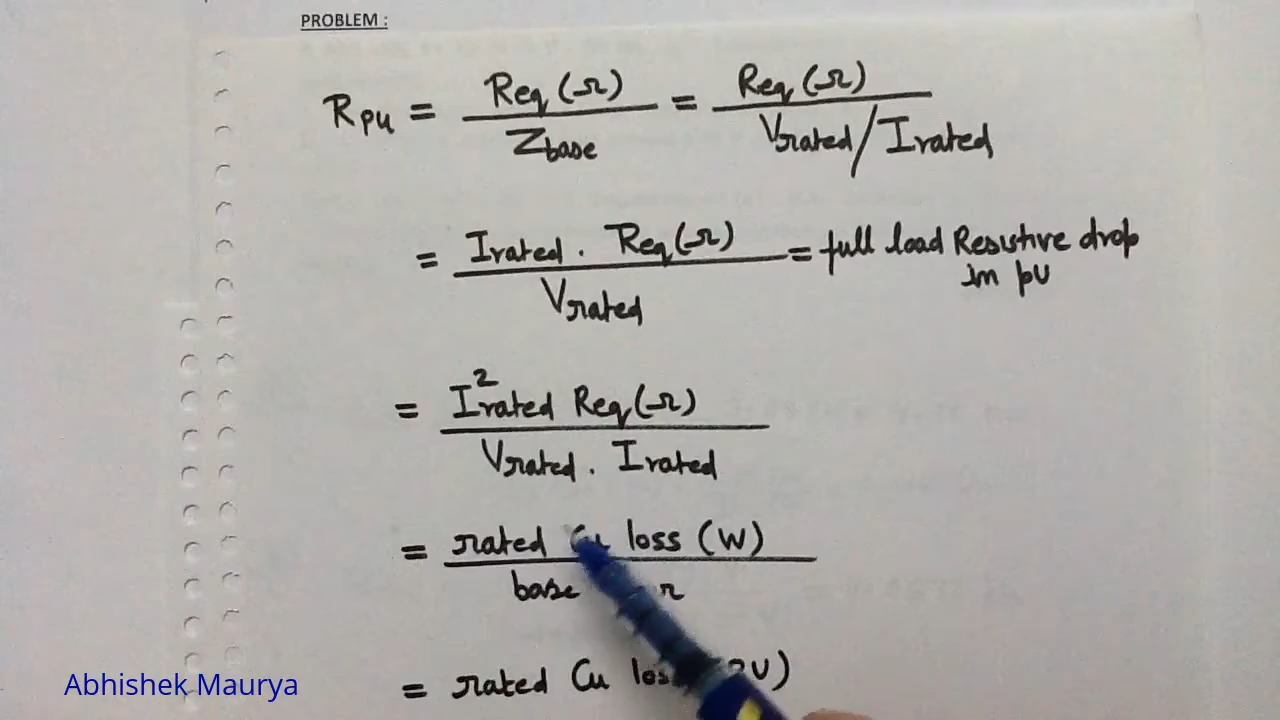 PROBLEM :
Rpu = Req (Ω) / Zbase = Req (Ω) / Vrated/Irated
= Irated . Req (Ω) / Vrated = full load Resistive drop in pu
= I²rated Req (Ω) / Vrated . Irated
= rated Cu loss (W) / base
= rated Cu
Abhishek Maurya